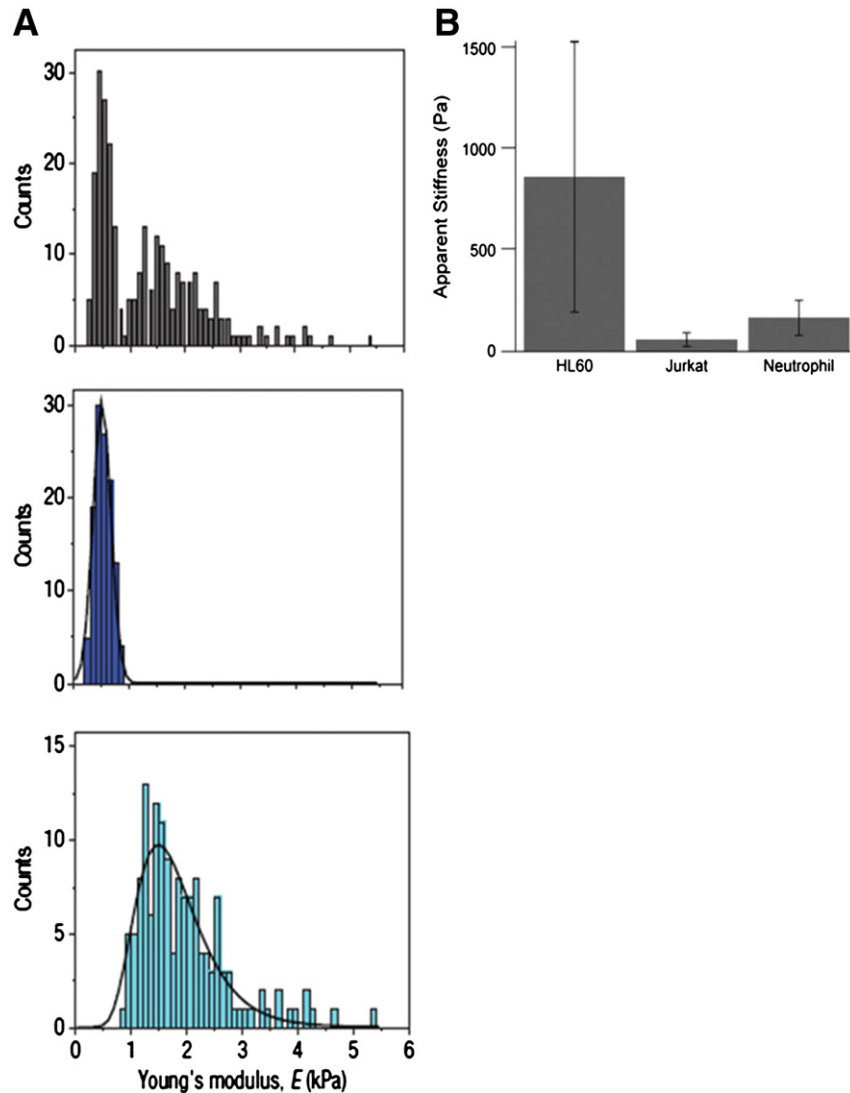 A
B
30
20
10
0
Counts
30
20
10
0
Counts
15
10
5
0
Counts
0 1 2 3 4 5 6
Young's modulus, E (kPa)
1500
1000
500
0
Apparent Stiffness (Pa)
HL60 Jurkat Neutrophil